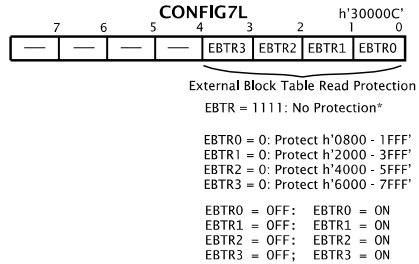 CONFIG7L h'30000C'
7 6 5 4 3 2 1 0
— — — — EBTR3 EBTR2 EBTR1 EBTR0
External Block Table Read Protection
EBTR = 1111: No Protection*
EBTR0 = 0: Protect h'0800 - 1FFF'
EBTR1 = 0: Protect h'2000 - 3FFF'
EBTR2 = 0: Protect h'4000 - 5FFF'
EBTR3 = 0: Protect h'6000 - 7FFF'
EBTR0 = OFF: EBTR0 = ON
EBTR1 = OFF: EBTR1 = ON
EBTR2 = OFF: EBTR2 = ON
EBTR3 = OFF; EBTR3 = ON